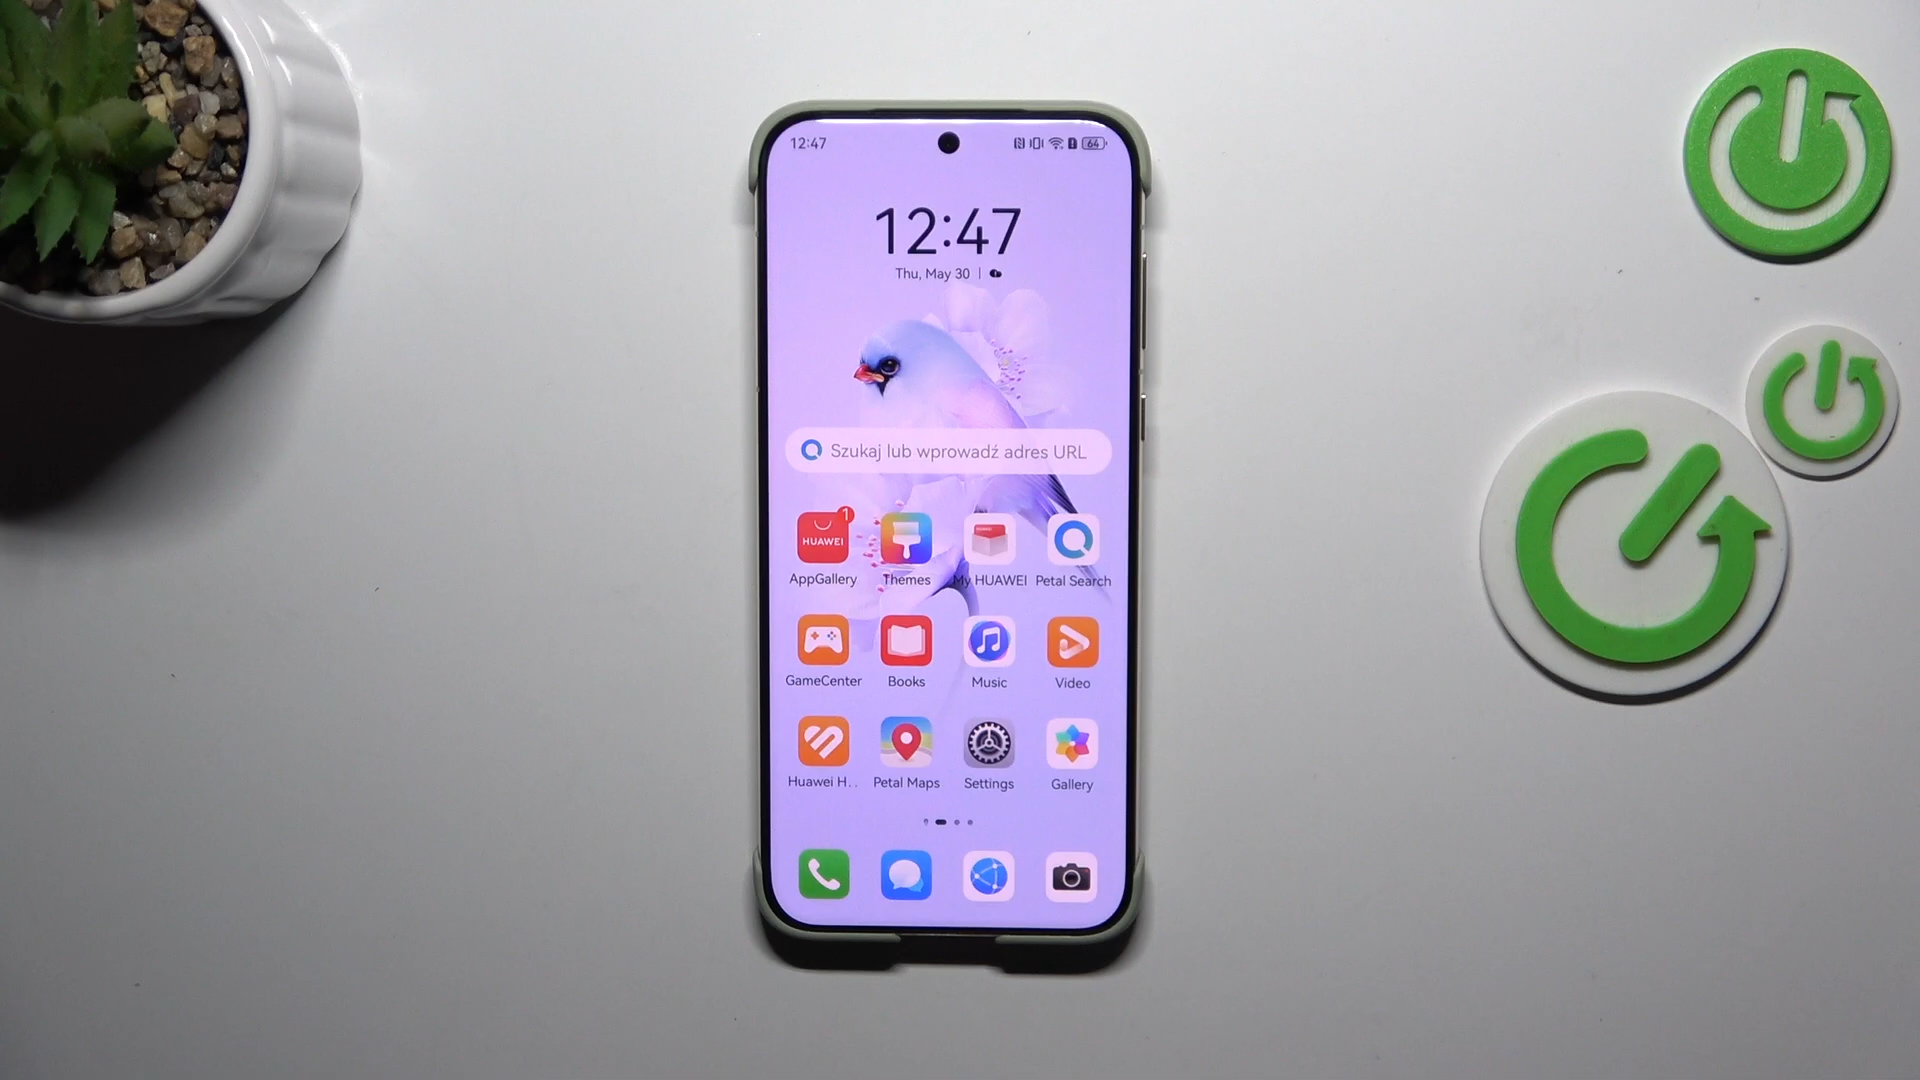 12:47
64
12:47
Thu, May 30
Szukaj lub wprowadź adres URL
1
HUAWEI
AppGallery
Themes
My HUAWEI
Petal Search
GameCenter
Books
Music
Video
Huawei H..
Petal Maps
Settings
Gallery